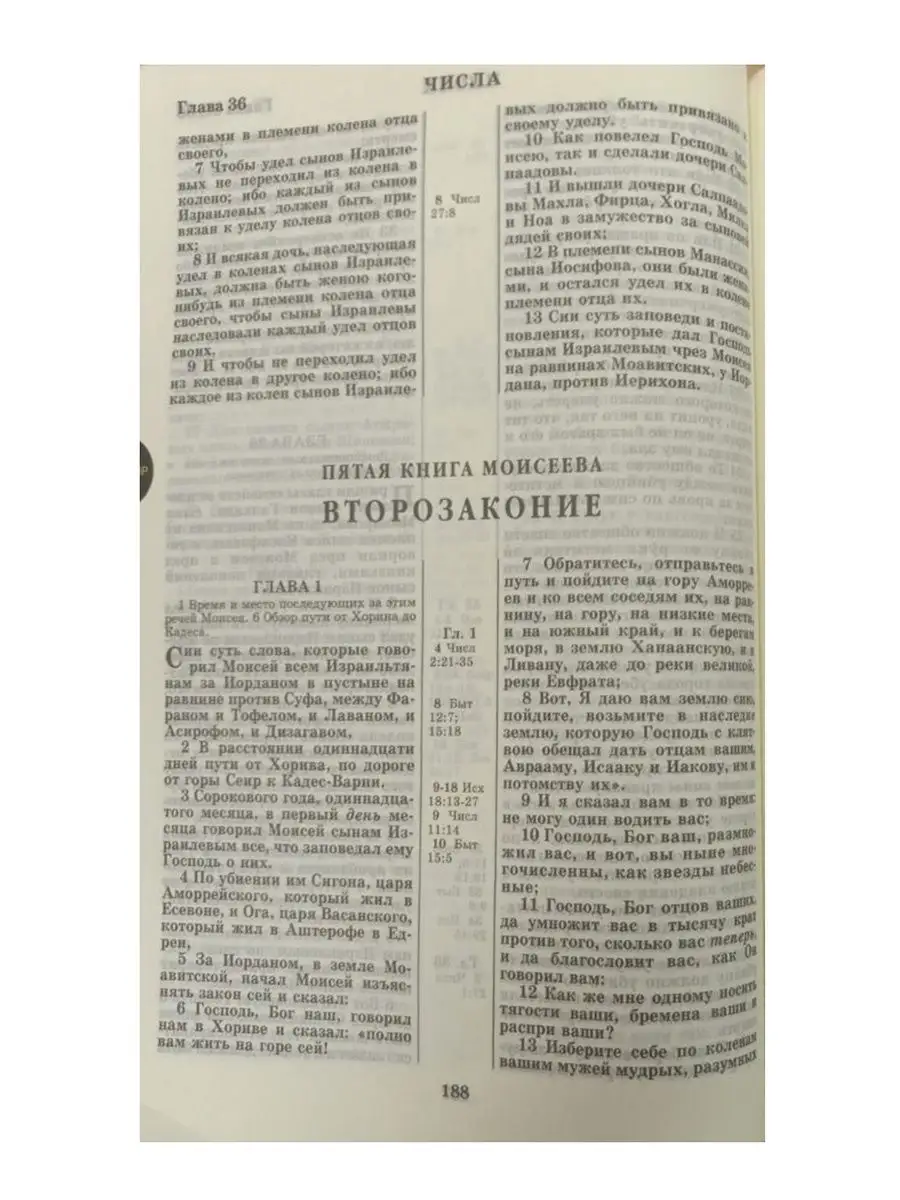 ЧИСЛА
Глава 36
женами в племени колена отца
своего,
7 Чтобы удел сынов Израиле-
вых не переходил из колена в
колено; ибо каждый из сынов
Израилевых должен быть при-
вязан к уделу колена отцов сво-
их;
8 И всякая дочь, наследующая
удел в коленах сынов Израиле-
вых, должна быть женою кого-
нибудь из племени колена отца
своего, чтобы сыны Израилевы
наследовали каждый удел отцов
своих,
9 И чтобы не переходил удел
из колена в другое колено; ибо
каждое из колен сынов Израиле-
8 Числ
27:8
вых должно быть привязано к
своему уделу.
10 Как повелел Господь Мо-
исею, так и сделали дочери Сал-
паадовы.
11 И вышли дочери Салпаадо-
вы Махла, Фирца, Хогла, Милка
и Ноа в замужество за сыновей
дядей своих;
12 В племени сынов Манассии,
сына Иосифова, они были жена-
ми, и остался удел их в колене
племени отца их.
13 Сии суть заповеди и поста-
новления, которые дал Господь
сынам Израилевым чрез Моисея
на равнинах Моавитских, у Иор-
дана, против Иерихона.
ПЯТАЯ КНИГА МОИСЕЕВА
ВТОРОЗАКОНИЕ
ГЛАВА 1
1 Время и место последующих за этим
речей Моисея. 6 Обзор пути от Хорива до
Кадеса.
Сии суть слова, которые гово-
рил Моисей всем Израильтя-
нам за Иорданом в пустыне на
равнине против Суфа, между Фа-
раном и Тофелом, и Лаваном, и
Асирофом, и Дизагавом,
2 В расстоянии одиннадцати
дней пути от Хорива, по дороге
от горы Сеир к Кадес-Варни.
3 Сорокового года, одиннадца-
того месяца, в первый день ме-
сяца говорил Моисей сынам Из-
раилевым все, что заповедал ему
Господь о них.
4 По убиении им Сигона, царя
Аморрейского, который жил в
Есевоне, и Ога, царя Васанского,
который жил в Аштерофе в Ед-
реи,
5 За Иорданом, в земле Мо-
авитской, начал Моисей изъяс-
нять закон сей и сказал:
6 Господь, Бог наш, говорил
нам в Хориве и сказал: «полно
вам жить на горе сей!
Гл. 1
4 Числ
2:21-35
8 Быт
12:7;
15:18
9-18 Исх
18:13-27
9 Числ
11:14
10 Быт
15:5
7 Обратитесь, отправьтесь в
путь и пойдите на гору Аморре-
ев и ко всем соседям их, на рав-
нину, на гору, на низкие места,
и на южный край, и к берегам
моря, в землю Ханаанскую, и к
Ливану, даже до реки великой,
реки Евфрата;
8 Вот, Я даю вам землю сию,
пойдите, возьмите в наследие
землю, которую Господь с клят-
вою обещал дать отцам вашим,
Аврааму, Исааку и Иакову, им и
потомству их».
9 И я сказал вам в то время:
не могу один водить вас;
10 Господь, Бог ваш, размно-
жил вас, и вот, вы ныне мно-
гочисленны, как звезды небес-
ные;
11 Господь, Бог отцов ваших,
да умножит вас в тысячу крат
против того, сколько вас теперь,
и да благословит вас, как Он
говорил вам:
12 Как же мне одному носить
тягости ваши, бремена ваши и
распри ваши?
13 Изберите себе по коленам
вашим мужей мудрых, разумных
188